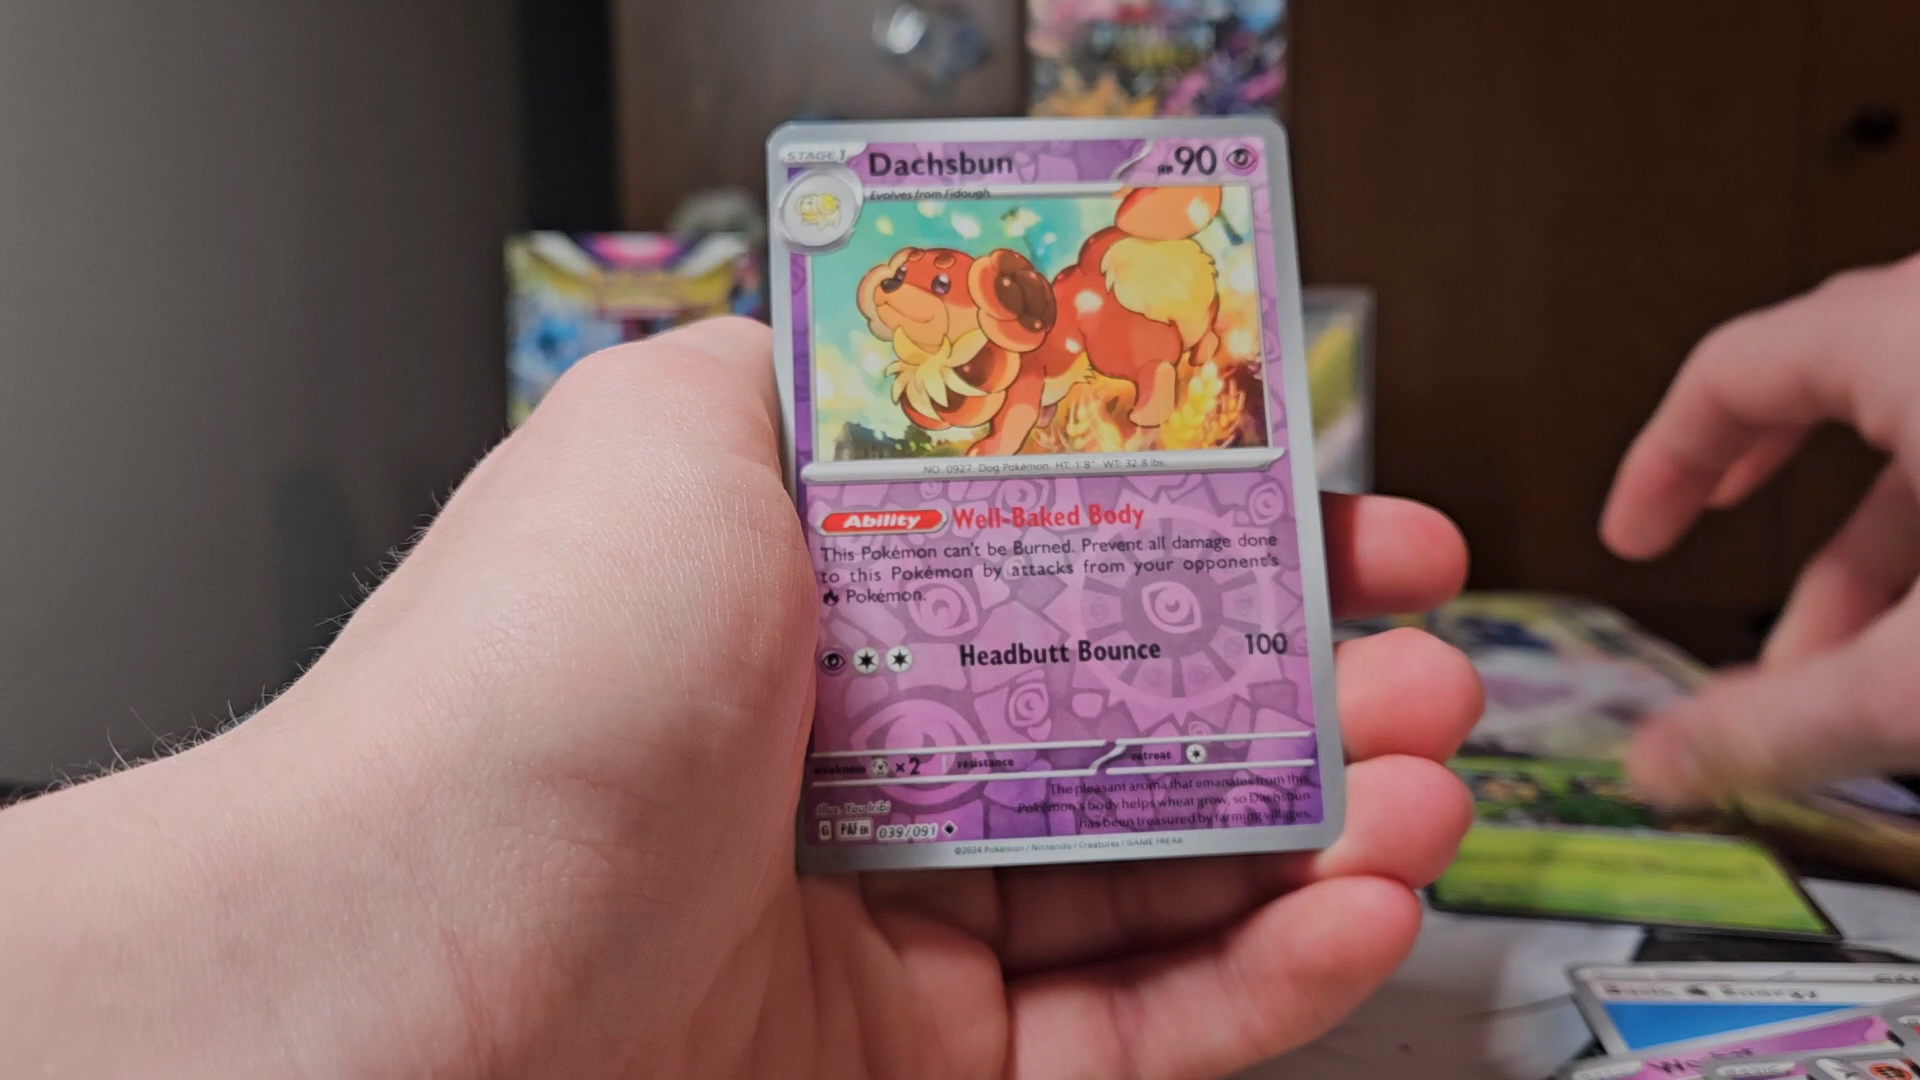 STAGE 1
Dachsbun
HP 90
Evolves from Fidough
NO. 0927 Dog Pokémon HT: 1'8" WT: 32.8 lbs.
Ability Well-Baked Body
This Pokémon can't be Burned. Prevent all damage done
to this Pokémon by attacks from your opponent's
Pokémon.
Headbutt Bounce 100
weakness ×2 resistance retreat
The pleasant aroma that emanates from this
Pokémon's body helps wheat grow, so Dachsbun
has been treasured by farming villages.
Illus. You Iribi
G PAF EN 039/091
©2024 Pokémon / Nintendo / Creatures / GAME FREAK
Basic Energy